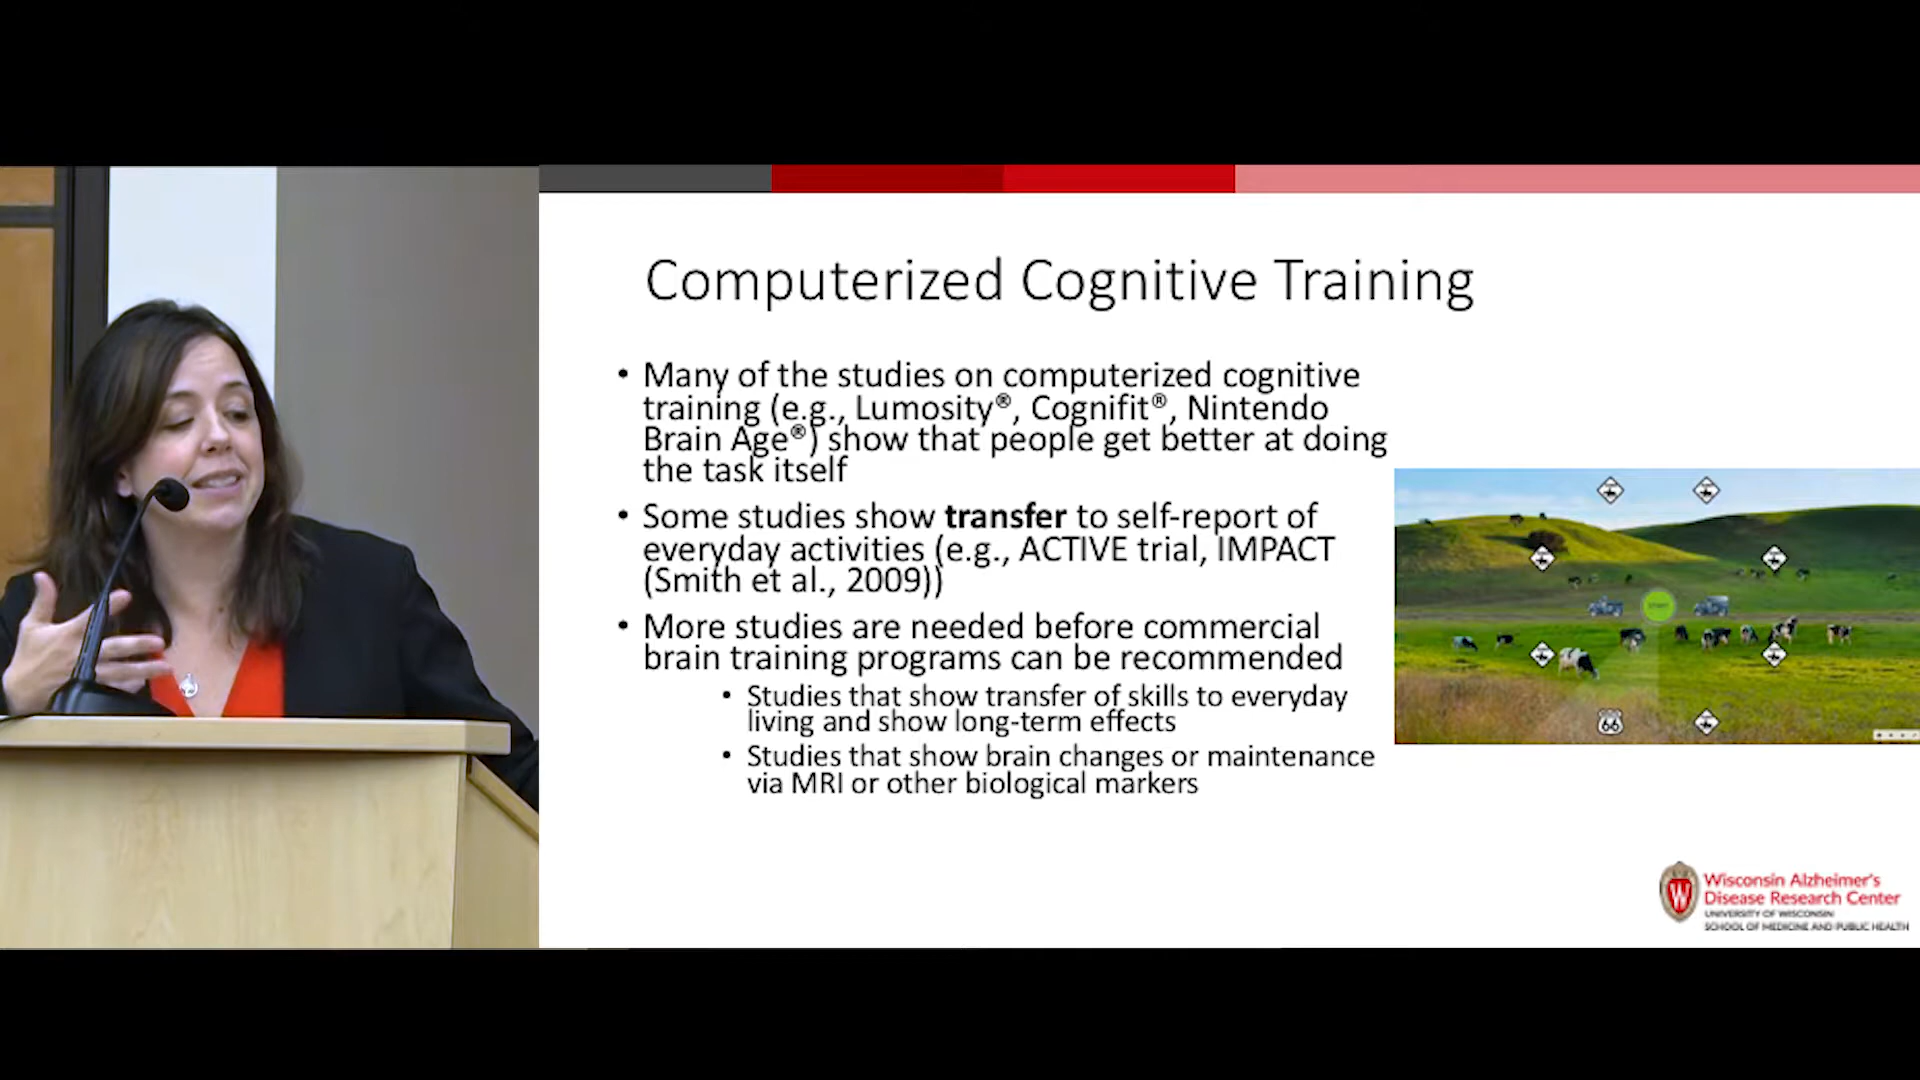 Computerized Cognitive Training
• Many of the studies on computerized cognitive
training (e.g., Lumosity®, Cognifit®, Nintendo
Brain Age®) show that people get better at doing
the task itself
• Some studies show transfer to self-report of
everyday activities (e.g., ACTIVE trial, IMPACT
(Smith et al., 2009))
• More studies are needed before commercial
brain training programs can be recommended
• Studies that show transfer of skills to everyday
living and show long-term effects
• Studies that show brain changes or maintenance
via MRI or other biological markers
66
W
Wisconsin Alzheimer's
Disease Research Center
UNIVERSITY OF WISCONSIN
SCHOOL OF MEDICINE AND PUBLIC HEALTH